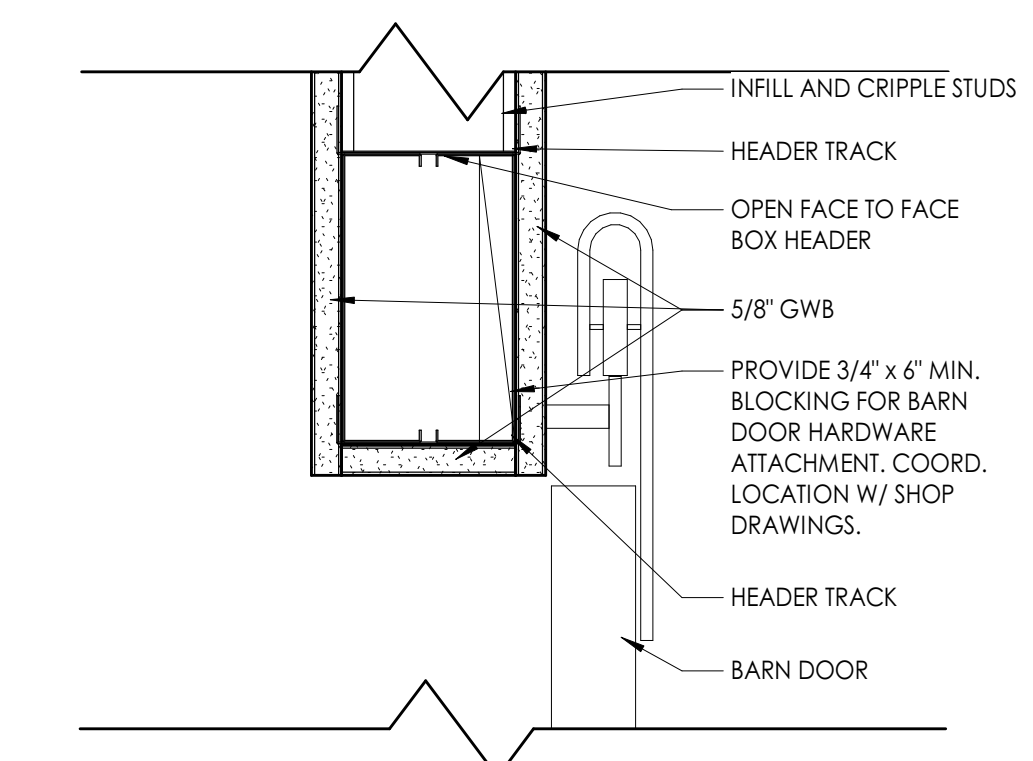 INFILL AND CRIPPLE STUDS
HEADER TRACK
OPEN FACE TO FACE
BOX HEADER
5/8" GWB
PROVIDE 3/4" x 6" MIN.
BLOCKING FOR BARN
DOOR HARDWARE
ATTACHMENT. COORD.
LOCATION W/ SHOP
DRAWINGS.
HEADER TRACK
BARN DOOR